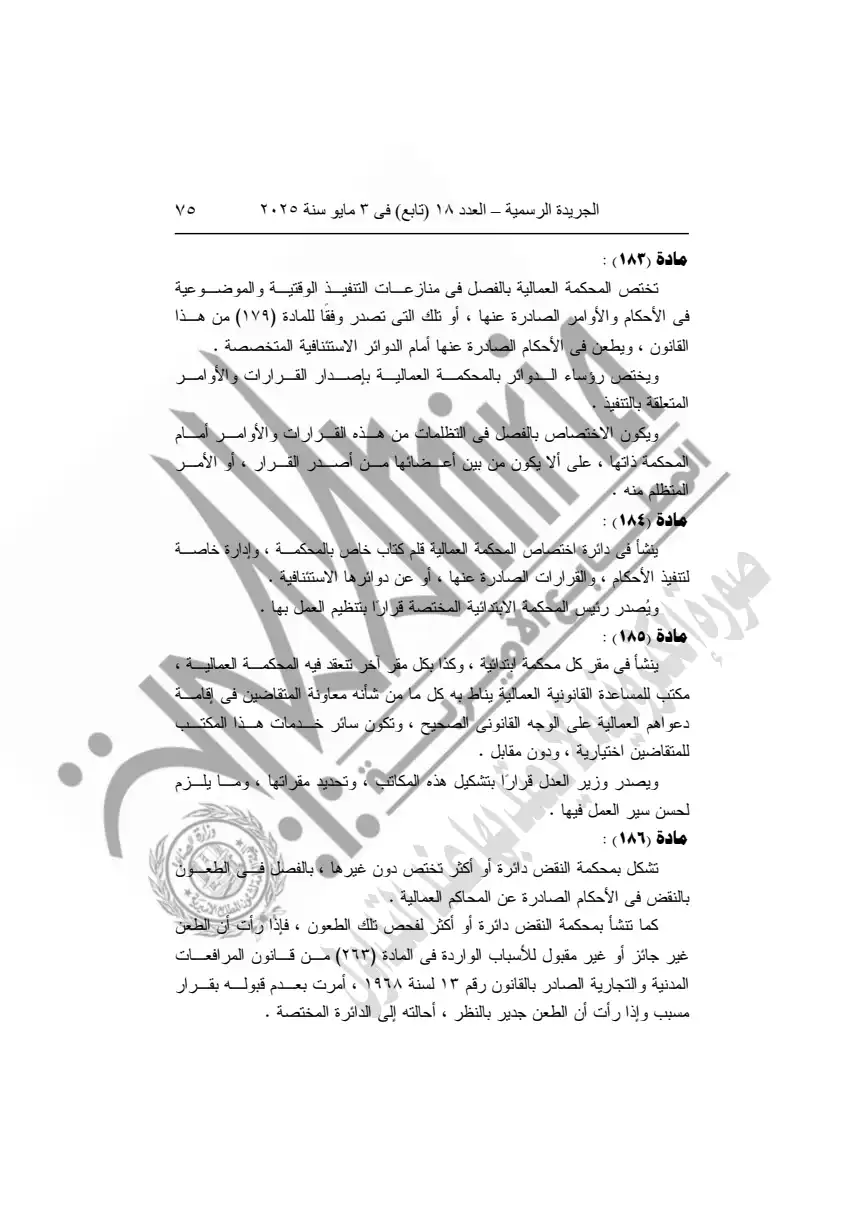 الجريدة الرسمية – العدد ١٨ (تابع) فى ٣ مايو سنة ٢٠٢٥ ٧٥
مادة (١٨٣) :
تختص المحكمة العمالية بالفصل فى منازعات التنفيذ الوقتية والموضوعية
فى الأحكام والأوامر الصادرة عنها ، أو تلك التى تصدر وفقًا للمادة (١٧٩) من هذا
القانون ، ويطعن فى الأحكام الصادرة عنها أمام الدوائر الاستئنافية المتخصصة .
ويختص رؤساء الدوائر بالمحكمة العمالية بإصدار القرارات والأوامر
المتعلقة بالتنفيذ .
ويكون الاختصاص بالفصل فى التظلمات من هذه القرارات والأوامر أمام
المحكمة ذاتها ، على ألا يكون من بين أعضائها من أصدر القرار ، أو الأمر
المتظلم منه .
مادة (١٨٤) :
ينشأ فى دائرة اختصاص المحكمة العمالية قلم كتاب خاص بالمحكمة ، وإدارة خاصة
لتنفيذ الأحكام ، والقرارات الصادرة عنها ، أو عن دوائرها الاستئنافية .
ويُصدر رئيس المحكمة الابتدائية المختصة قرارًا بتنظيم العمل بها .
مادة (١٨٥) :
ينشأ فى مقر كل محكمة ابتدائية ، وكذا بكل مقر آخر تنعقد فيه المحكمة العمالية ،
مكتب للمساعدة القانونية العمالية يناط به كل ما من شأنه معاونة المتقاضين فى إقامة
دعواهم العمالية على الوجه القانونى الصحيح ، وتكون سائر خدمات هذا المكتب
للمتقاضين اختيارية ، ودون مقابل .
ويصدر وزير العدل قرارًا بتشكيل هذه المكاتب ، وتحديد مقراتها ، وما يلزم
لحسن سير العمل فيها .
مادة (١٨٦) :
تشكل بمحكمة النقض دائرة أو أكثر تختص دون غيرها ، بالفصل فى الطعون
بالنقض فى الأحكام الصادرة عن المحاكم العمالية .
كما تنشأ بمحكمة النقض دائرة أو أكثر لفحص تلك الطعون ، فإذا رأت أن الطعن
غير جائز أو غير مقبول للأسباب الواردة فى المادة (٢٦٣) من قانون المرافعات
المدنية والتجارية الصادر بالقانون رقم ١٣ لسنة ١٩٦٨ ، أمرت بعدم قبوله بقرار
مسبب وإذا رأت أن الطعن جدير بالنظر ، أحالته إلى الدائرة المختصة .